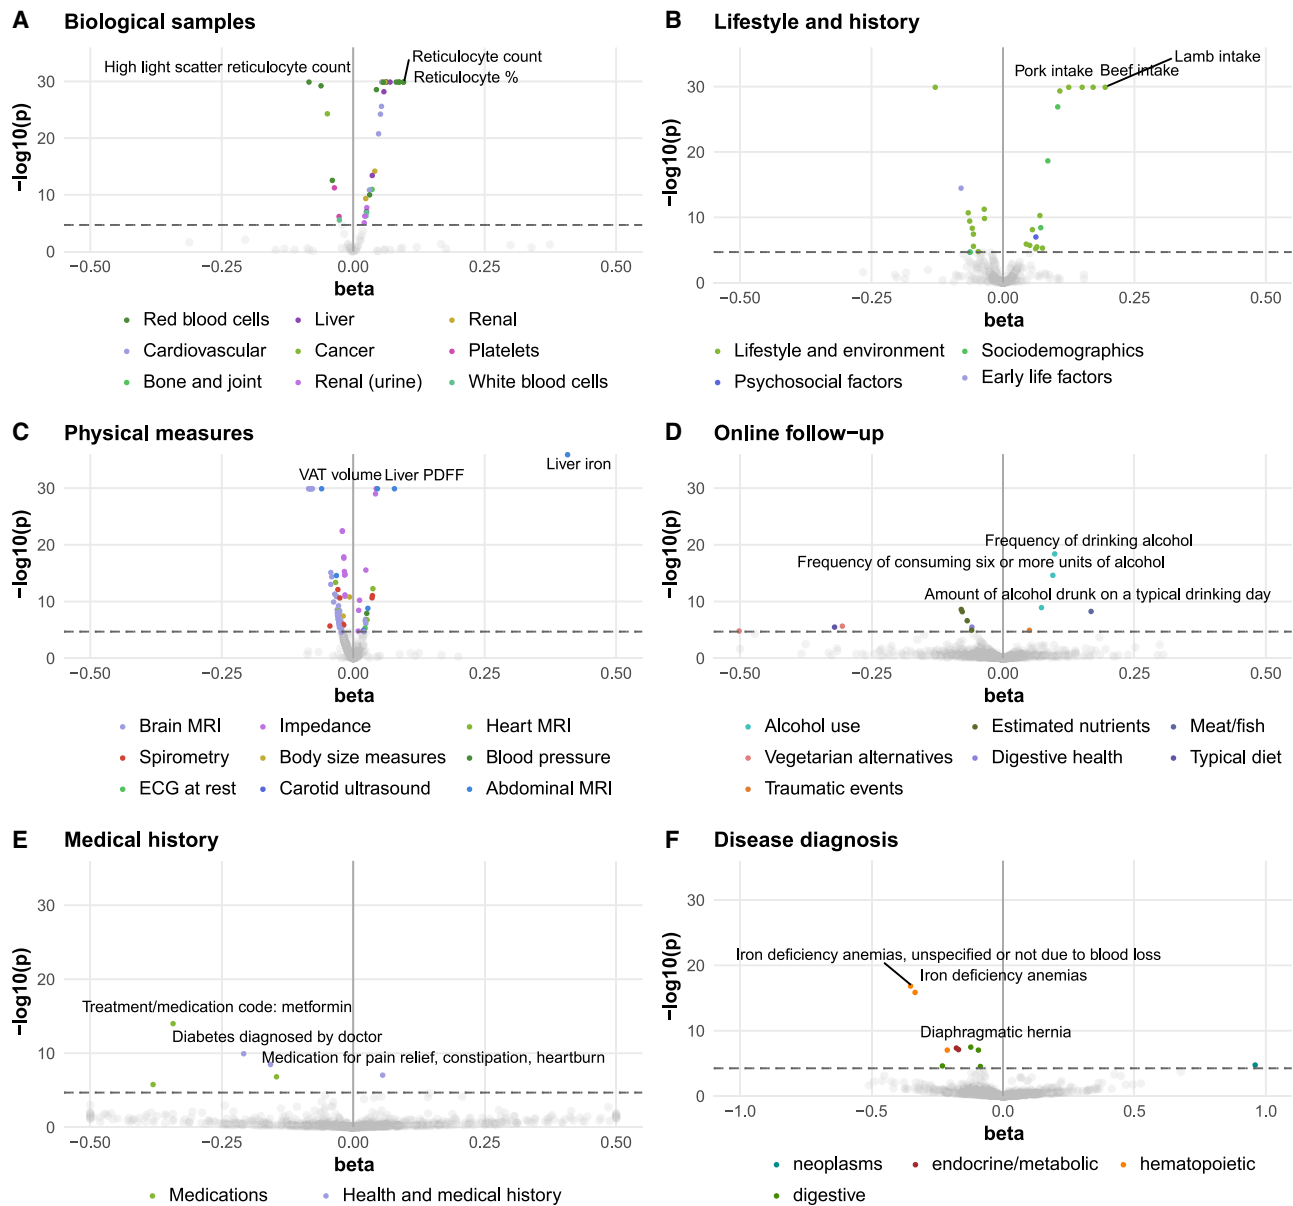 A Biological samples
High light scatter reticulocyte count
Reticulocyte count
Reticulocyte %
30
20
10
0
−log10(p)
−0.50 −0.25 0.00 0.25 0.50
beta
Red blood cells Liver Renal
Cardiovascular Cancer Platelets
Bone and joint Renal (urine) White blood cells
B Lifestyle and history
Lamb intake
Pork intake Beef intake
30
20
10
0
−log10(p)
−0.50 −0.25 0.00 0.25 0.50
beta
Lifestyle and environment Sociodemographics
Psychosocial factors Early life factors
C Physical measures
Liver iron
VAT volume Liver PDFF
30
20
10
0
−log10(p)
−0.50 −0.25 0.00 0.25 0.50
beta
Brain MRI Impedance Heart MRI
Spirometry Body size measures Blood pressure
ECG at rest Carotid ultrasound Abdominal MRI
D Online follow−up
30
20
10
0
−log10(p)
Frequency of drinking alcohol
Frequency of consuming six or more units of alcohol
Amount of alcohol drunk on a typical drinking day
−0.50 −0.25 0.00 0.25 0.50
beta
Alcohol use Estimated nutrients Meat/fish
Vegetarian alternatives Digestive health Typical diet
Traumatic events
E Medical history
30
20
10
0
−log10(p)
Treatment/medication code: metformin
Diabetes diagnosed by doctor
Medication for pain relief, constipation, heartburn
−0.50 −0.25 0.00 0.25 0.50
beta
Medications Health and medical history
F Disease diagnosis
30
20
10
0
−log10(p)
Iron deficiency anemias, unspecified or not due to blood loss
Iron deficiency anemias
Diaphragmatic hernia
−1.0 −0.5 0.0 0.5 1.0
beta
neoplasms endocrine/metabolic hematopoietic
digestive